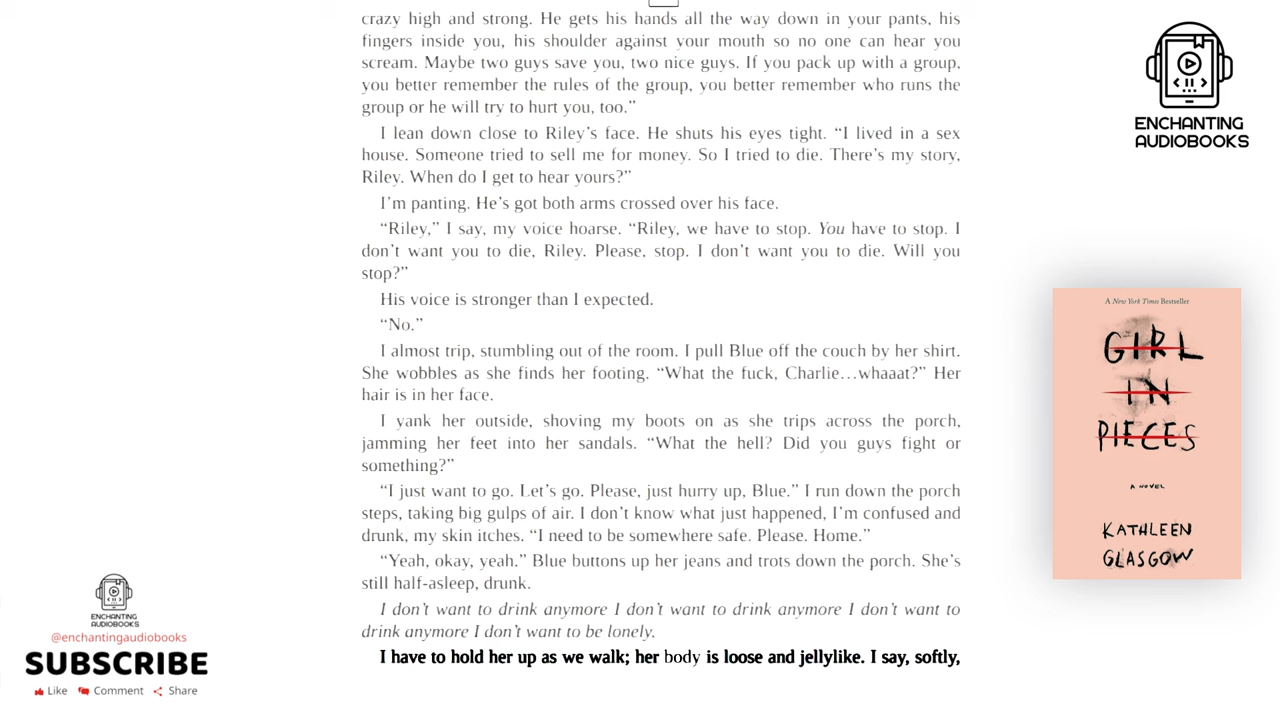 crazy high and strong. He gets his hands all the way down in your pants, his
fingers inside you, his shoulder against your mouth so no one can hear you
scream. Maybe two guys save you, two nice guys. If you pack up with a group,
you better remember the rules of the group, you better remember who runs the
group or he will try to hurt you, too.”
I lean down close to Riley’s face. He shuts his eyes tight. “I lived in a sex
house. Someone tried to sell me for money. So I tried to die. There’s my story,
Riley. When do I get to hear yours?”
I’m panting. He’s got both arms crossed over his face.
“Riley,” I say, my voice hoarse. “Riley, we have to stop. You have to stop. I
don’t want you to die, Riley. Please, stop. I don’t want you to die. Will you
stop?”
His voice is stronger than I expected.
“No.”
I almost trip, stumbling out of the room. I pull Blue off the couch by her shirt.
She wobbles as she finds her footing. “What the fuck, Charlie…whaaat?” Her
hair is in her face.
I yank her outside, shoving my boots on as she trips across the porch,
jamming her feet into her sandals. “What the hell? Did you guys fight or
something?”
“I just want to go. Let’s go. Please, just hurry up, Blue.” I run down the porch
steps, taking big gulps of air. I don’t know what just happened, I’m confused and
drunk, my skin itches. “I need to be somewhere safe. Please. Home.”
“Yeah, okay, yeah.” Blue buttons up her jeans and trots down the porch. She’s
still half-asleep, drunk.
I don’t want to drink anymore I don’t want to drink anymore I don’t want to
drink anymore I don’t want to be lonely.
I have to hold her up as we walk; her body is loose and jellylike. I say, softly,
ENCHANTING
AUDIOBOOKS
A New York Times Bestseller
GIRL
IN
PIECES
A NOVEL
KATHLEEN
GLASGOW
ENCHANTING
AUDIOBOOKS
@enchantingaudiobooks
SUBSCRIBE
Like Comment Share